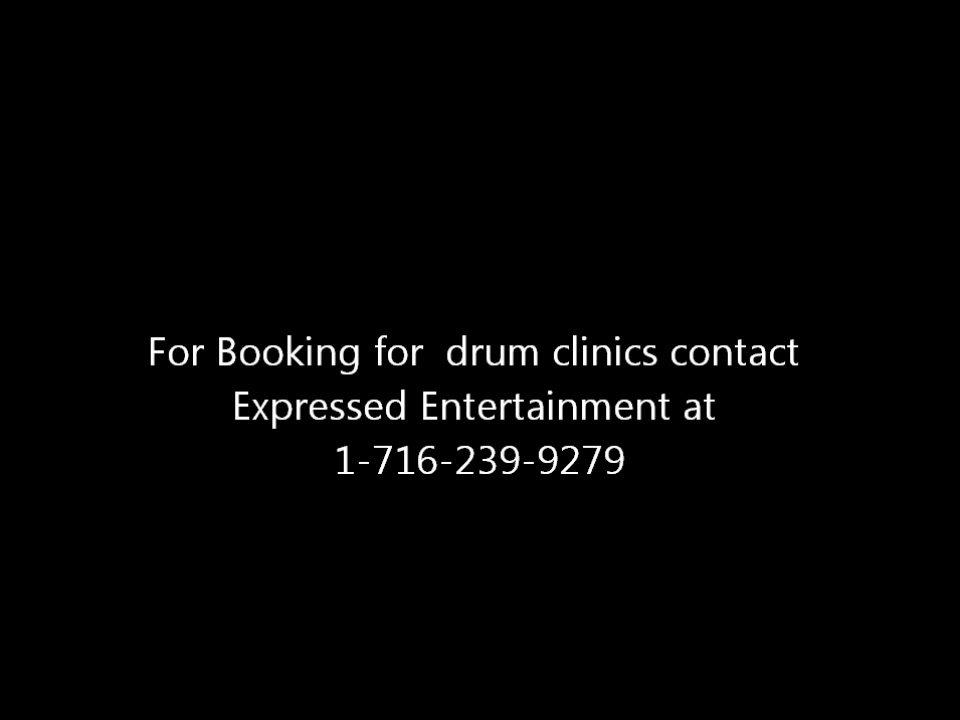 For Booking for  drum clinics contact
Expressed Entertainment at
1-716-239-9279